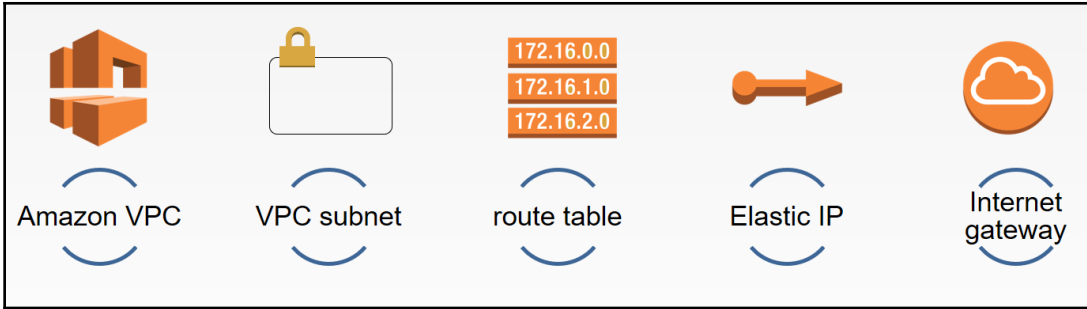 172.16.0.0
172.16.1.0
172.16.2.0
Amazon VPC
VPC subnet
route table
Elastic IP
Internet
gateway